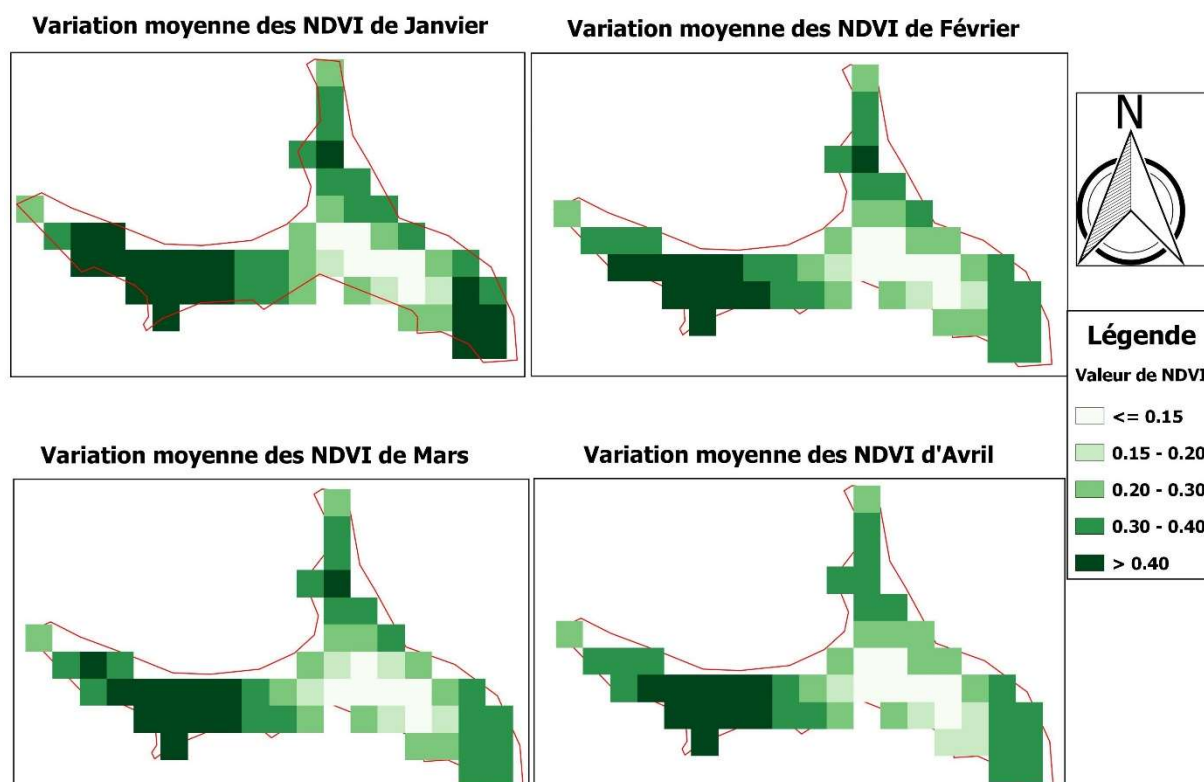 Variation moyenne des NDVI de Janvier
Variation moyenne des NDVI de Février
N
Légende
Valeur de NDVI
<= 0.15
0.15 - 0.20
0.20 - 0.30
0.30 - 0.40
> 0.40
Variation moyenne des NDVI de Mars
Variation moyenne des NDVI d'Avril